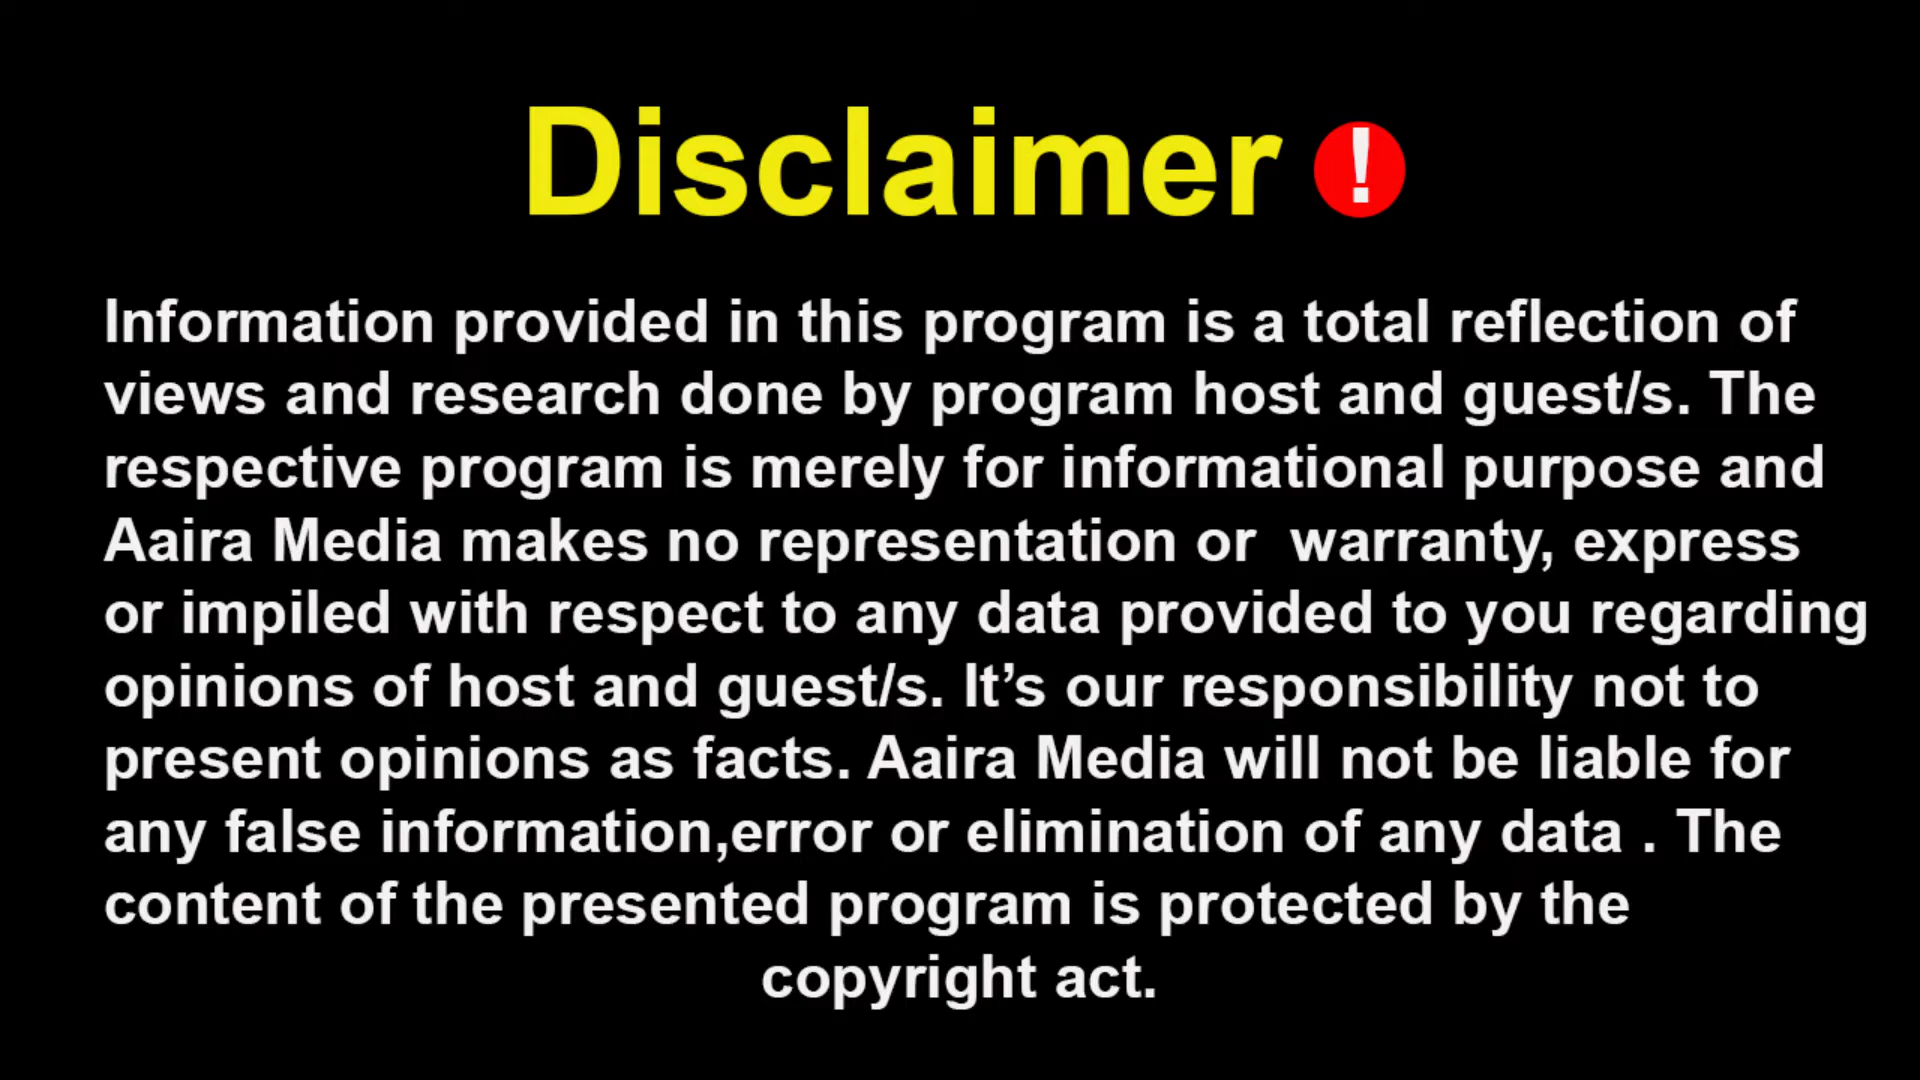 Disclaimer !
Information provided in this program is a total reflection of
views and research done by program host and guest/s. The
respective program is merely for informational purpose and
Aaira Media makes no representation or  warranty, express
or impiled with respect to any data provided to you regarding
opinions of host and guest/s. It’s our responsibility not to
present opinions as facts. Aaira Media will not be liable for
any false information,error or elimination of any data . The
content of the presented program is protected by the
copyright act.